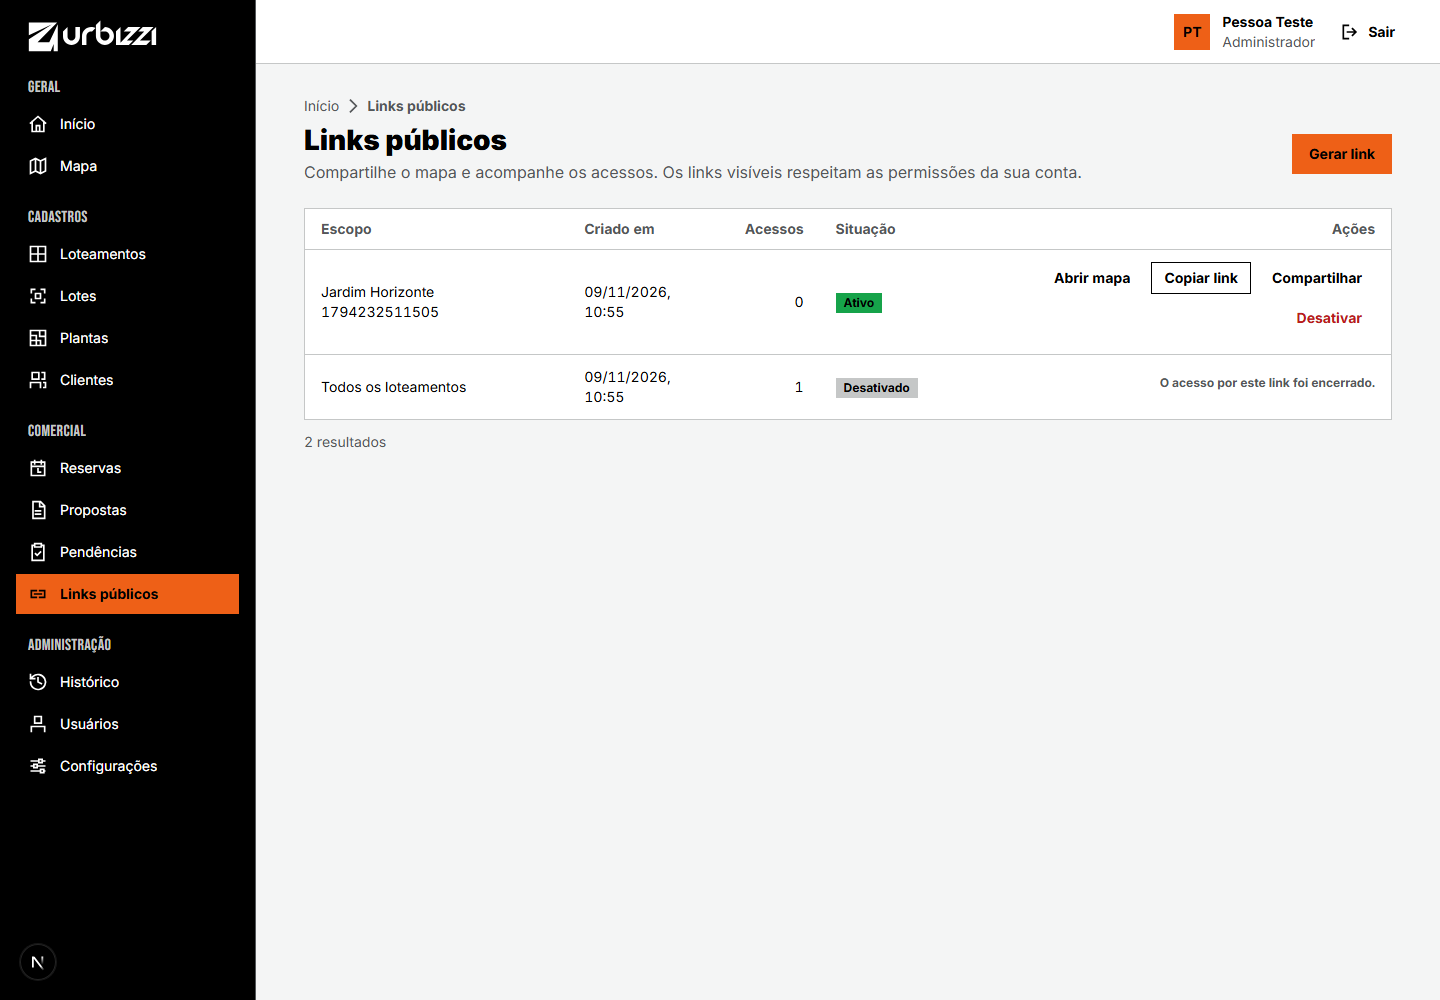 urbizzi
PT
Pessoa Teste
Administrador
Sair
GERAL
Início
Mapa
CADASTROS
Loteamentos
Lotes
Plantas
Clientes
COMERCIAL
Reservas
Propostas
Pendências
Links públicos
ADMINISTRAÇÃO
Histórico
Usuários
Configurações
N
Início > Links públicos
Links públicos
Compartilhe o mapa e acompanhe os acessos. Os links visíveis respeitam as permissões da sua conta.
Gerar link
Escopo Criado em Acessos Situação Ações
Jardim Horizonte
1794232511505
09/11/2026,
10:55
0
Ativo
Abrir mapa Copiar link Compartilhar
Desativar
Todos os loteamentos
09/11/2026,
10:55
1
Desativado
O acesso por este link foi encerrado.
2 resultados